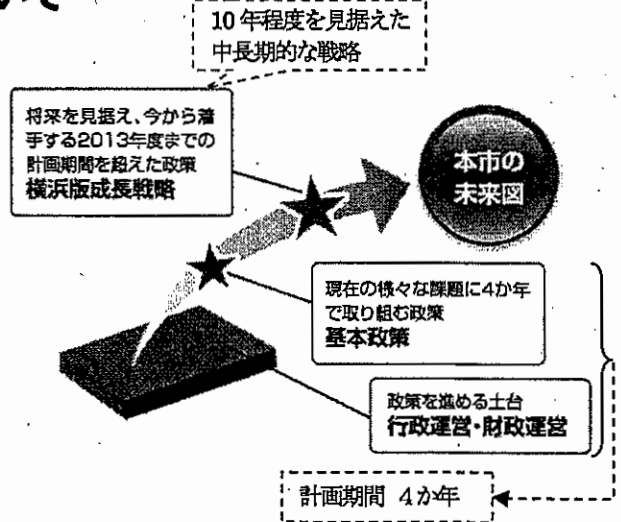 10年程度を見据えた
中長期的な戦略
将来を見据え、今から着
手する2013年度までの
計画期間を超えた政策
横浜版成長戦略
本市の
未来図
現在の様々な課題に4か年
で取り組む政策
基本政策
政策を進める土台
行政運営・財政運営
計画期間 4か年